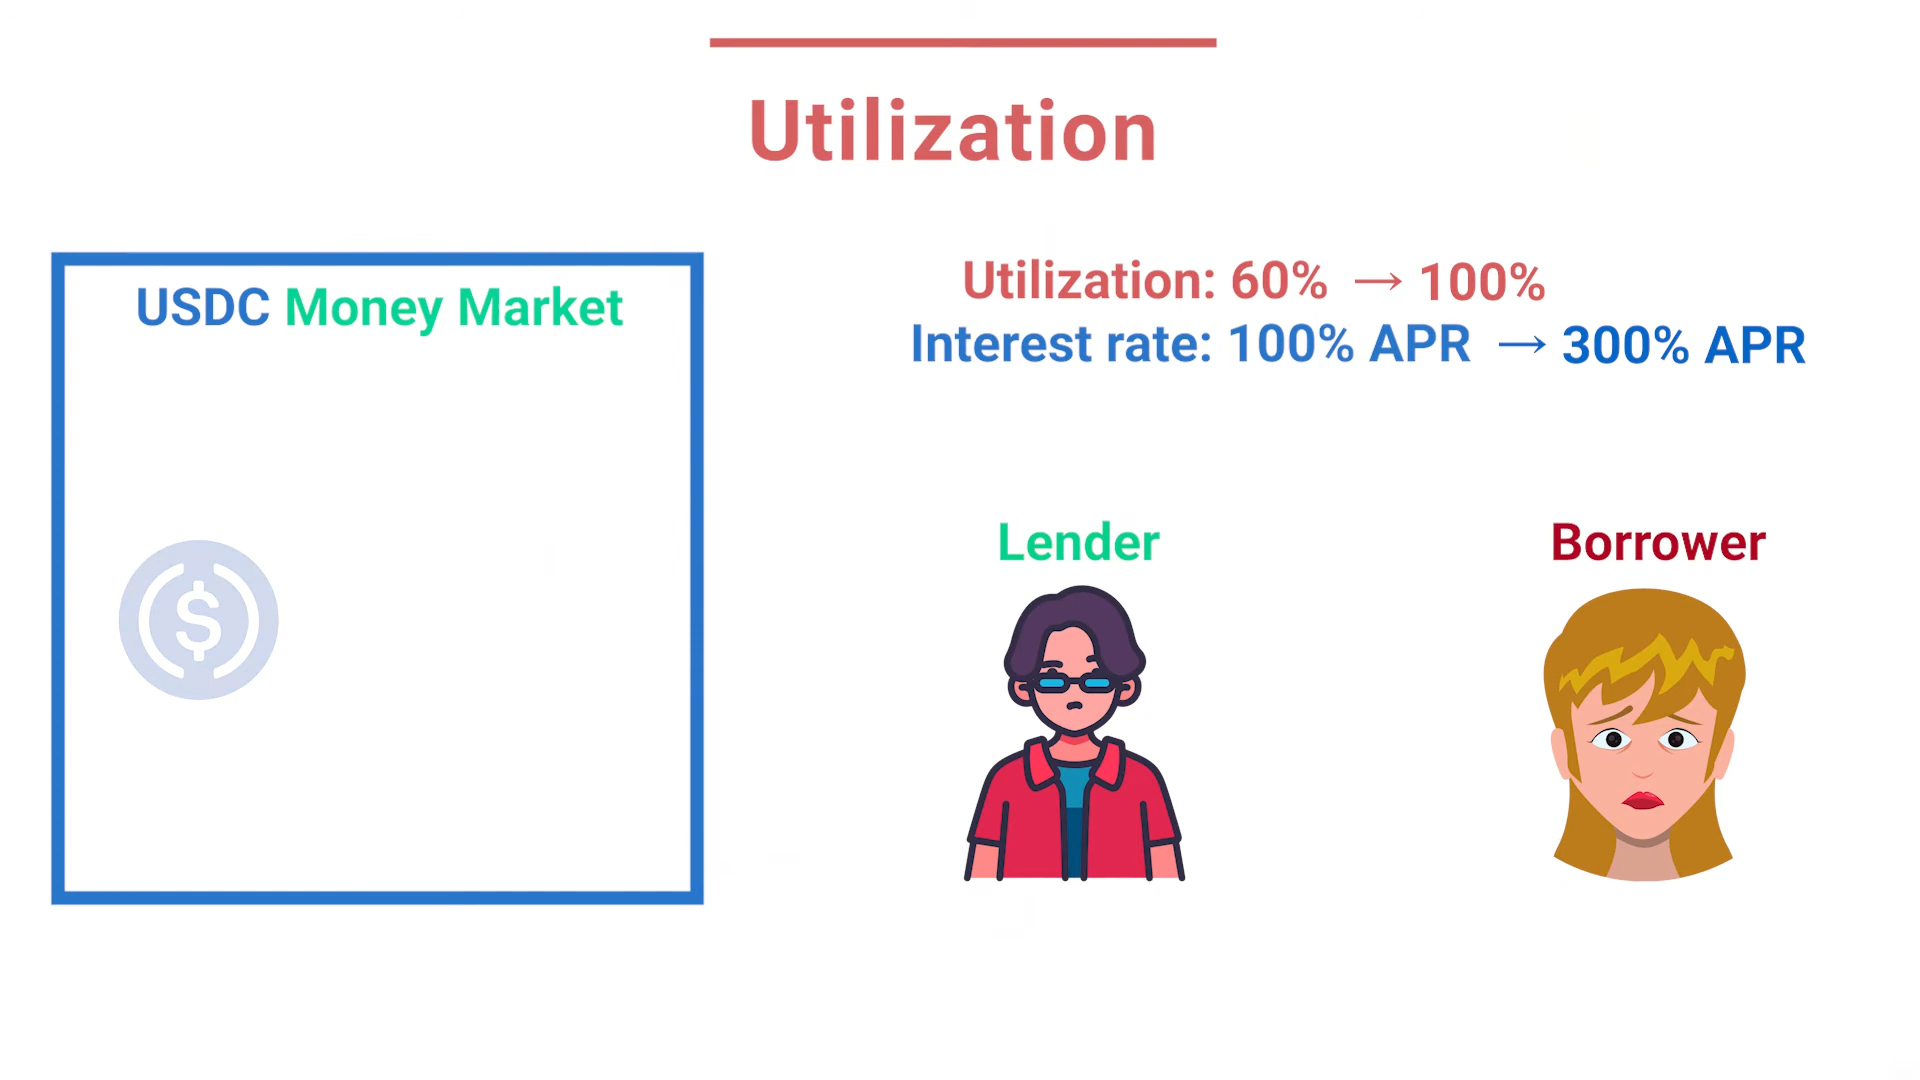 Utilization
USDC Money Market
Utilization: 60% → 100%
Interest rate: 100% APR → 300% APR
$
Lender
Borrower